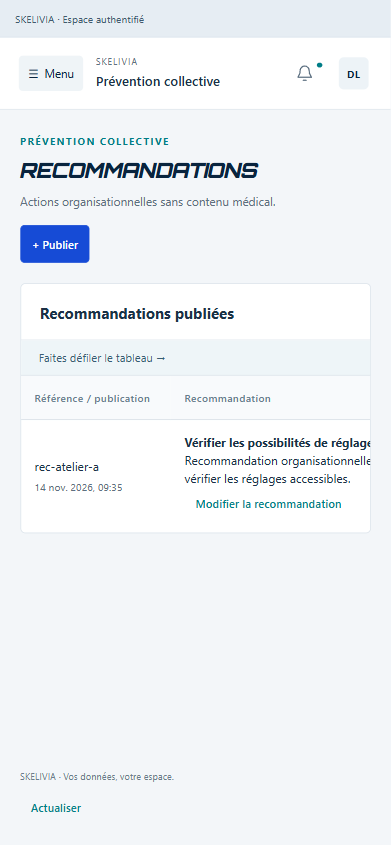 SKELIVIA · Espace authentifié
☰ Menu
SKELIVIA
Prévention collective
DL
PRÉVENTION COLLECTIVE
RECOMMANDATIONS
Actions organisationnelles sans contenu médical.
+ Publier
Recommandations publiées
Faites défiler le tableau →
Référence / publication
Recommandation
rec-atelier-a
14 nov. 2026, 09:35
Vérifier les possibilités de réglage
Recommandation organisationnelle
vérifier les réglages accessibles.
Modifier la recommandation
SKELIVIA · Vos données, votre espace.
Actualiser